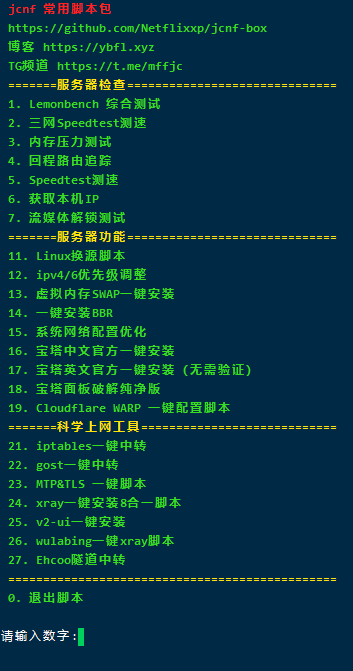 jcnf 常用脚本包
https://github.com/Netflixxp/jcnf-box
博客 https://ybfl.xyz
TG频道 https://t.me/mffjc
=======服务器检查==============================
1. Lemonbench 综合测试
2. 三网Speedtest测速
3. 内存压力测试
4. 回程路由追踪
5. Speedtest测速
6. 获取本机IP
7. 流媒体解锁测试
=======服务器功能==============================
11. Linux换源脚本
12. ipv4/6优先级调整
13. 虚拟内存SWAP一键安装
14. 一键安装BBR
15. 系统网络配置优化
16. 宝塔中文官方一键安装
17. 宝塔英文官方一键安装 (无需验证)
18. 宝塔面板破解纯净版
19. Cloudflare WARP 一键配置脚本
=======科学上网工具============================
21. iptables一键中转
22. gost一键中转
23. MTP&TLS 一键脚本
24. xray一键安装8合一脚本
25. v2-ui一键安装
26. wulabing一键xray脚本
27. Ehcoo隧道中转
===============================================
0. 退出脚本
请输入数字: